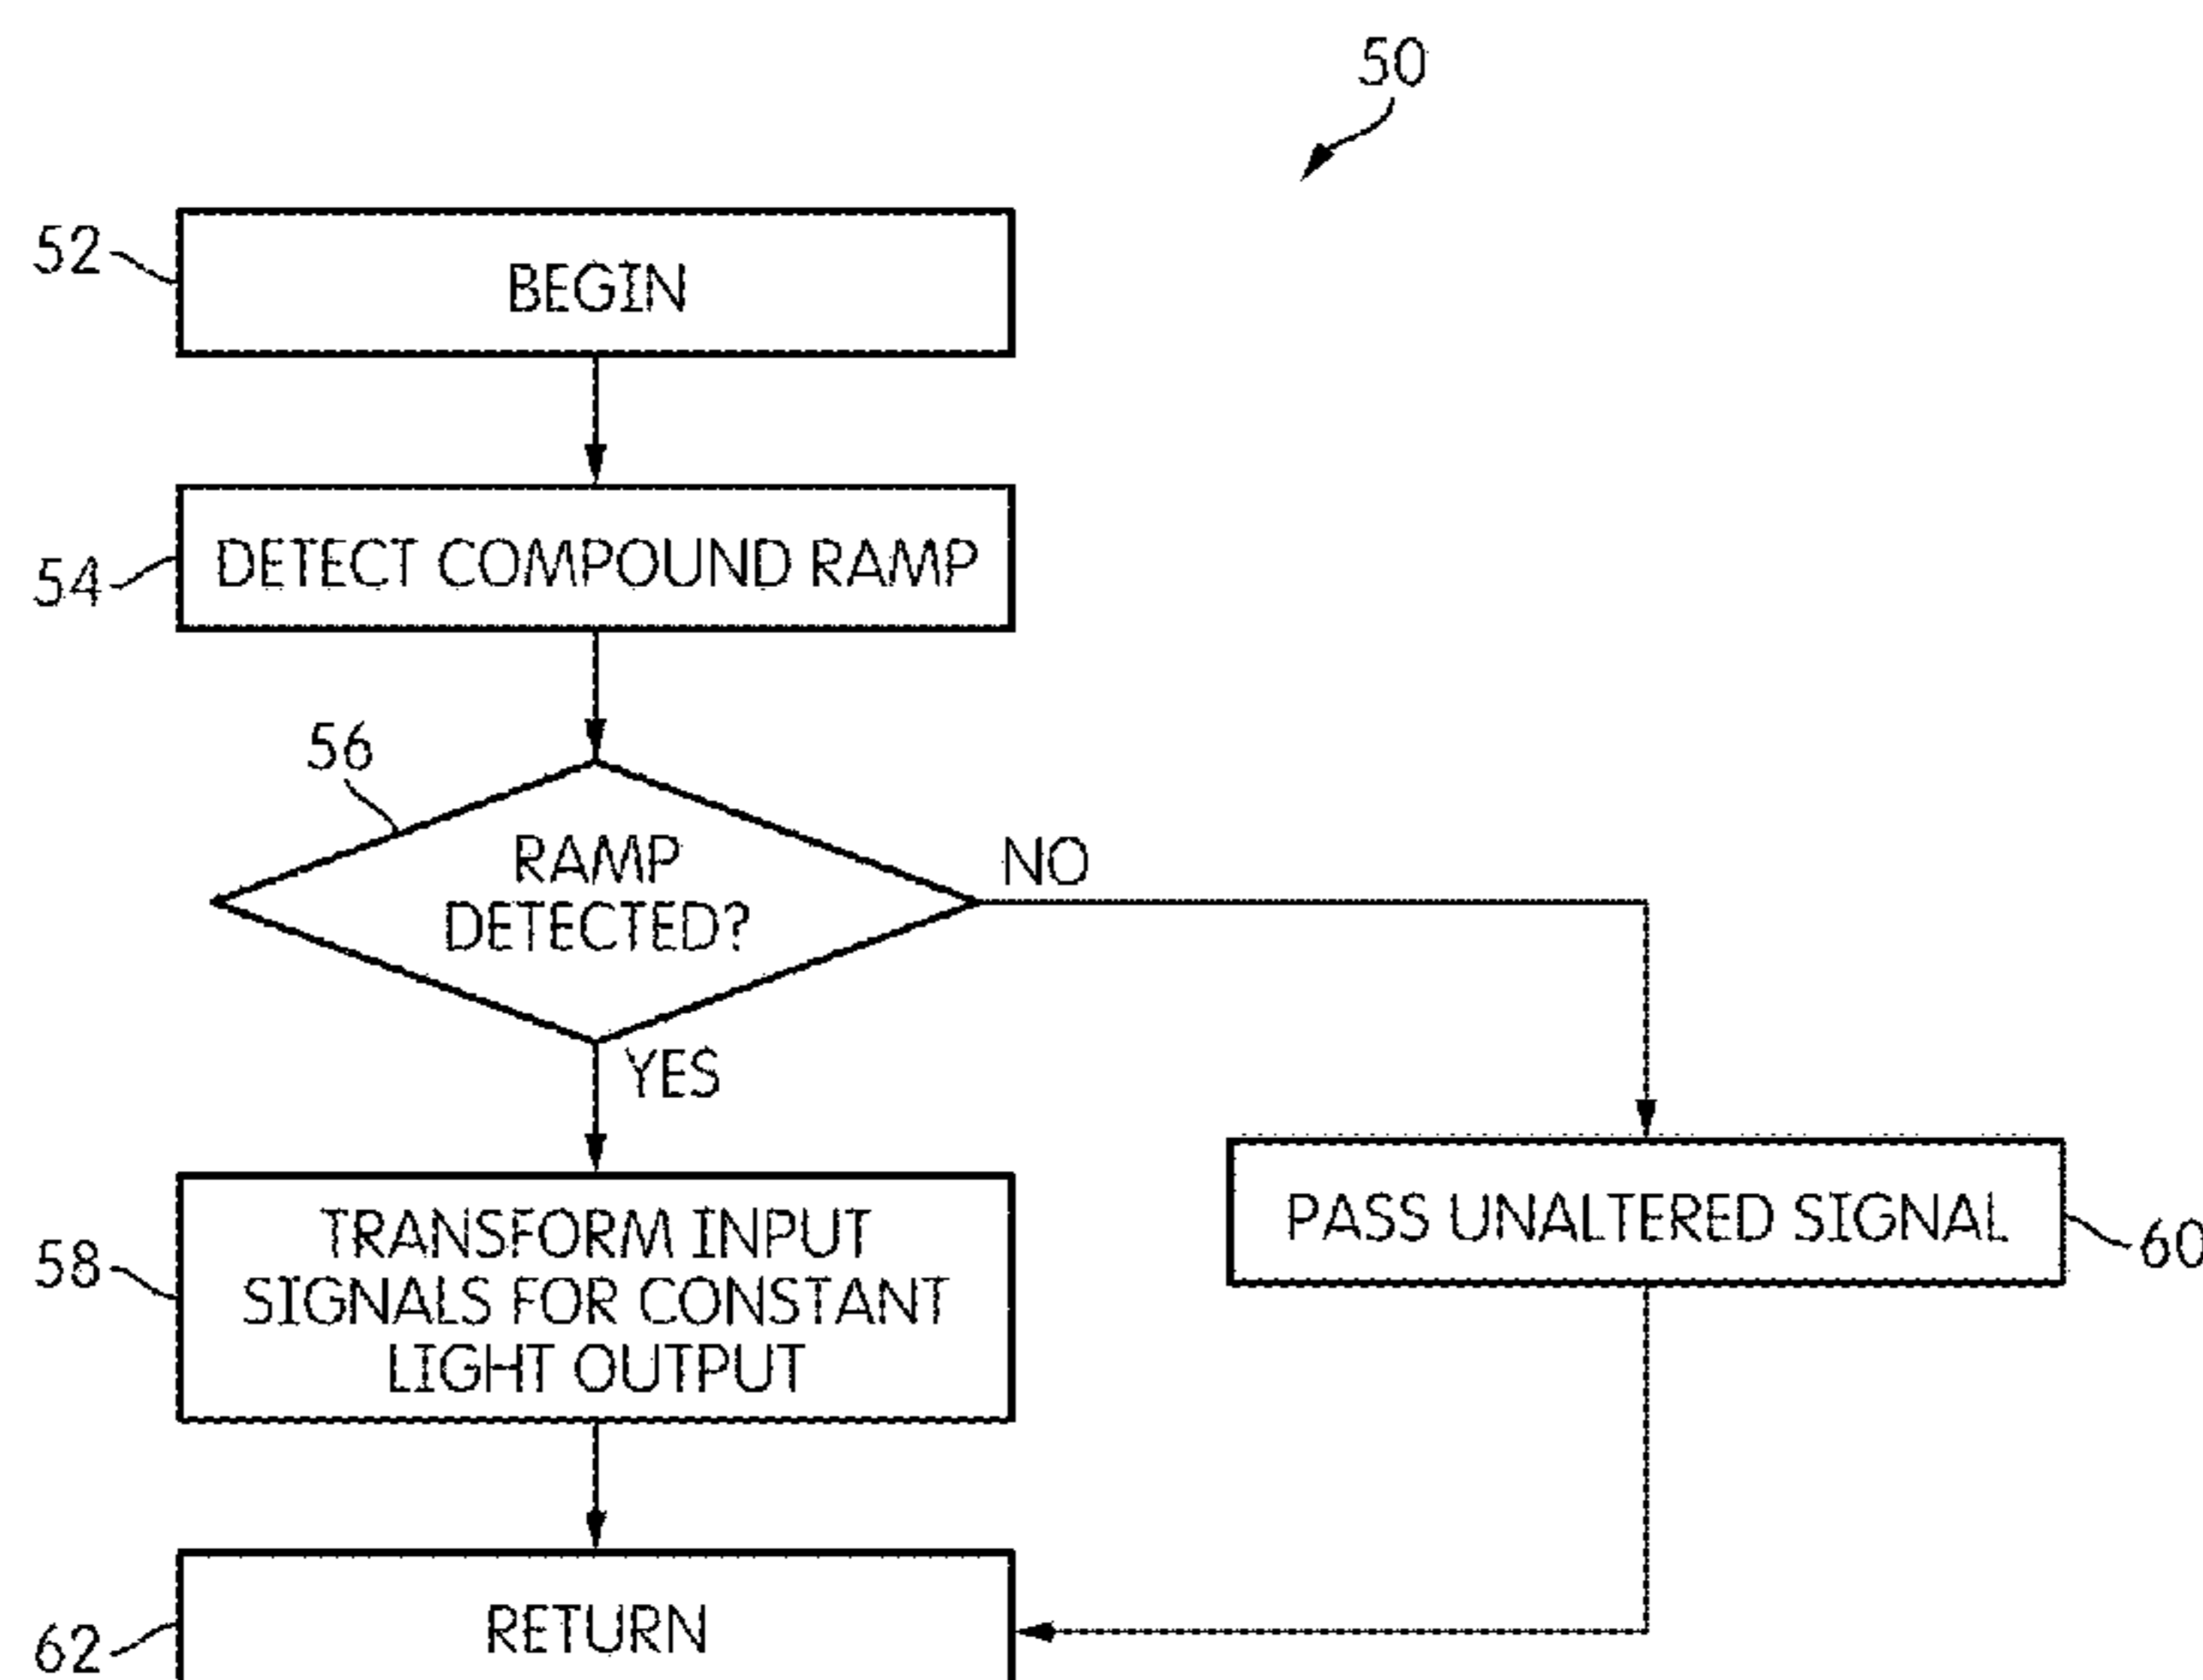 50
52
BEGIN
54
DETECT COMPOUND RAMP
56
RAMP
DETECTED?
NO
YES
58
TRANSFORM INPUT
SIGNALS FOR CONSTANT
LIGHT OUTPUT
PASS UNALTERED SIGNAL
60
62
RETURN